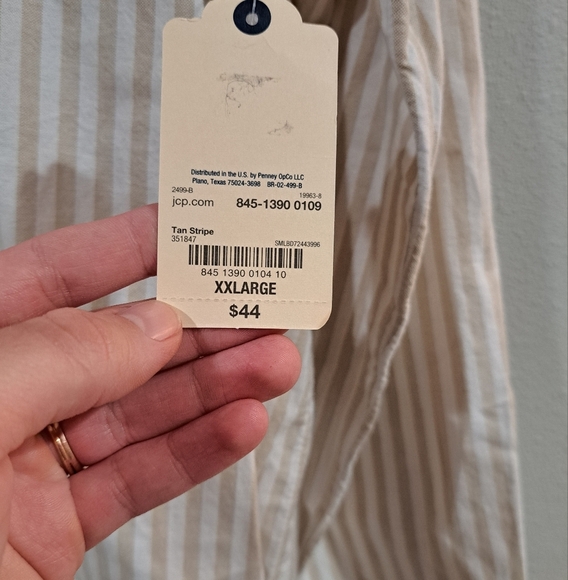 Distributed in the U.S. by Penney OpCo LLC
Plano, Texas 75024-3698 BR-02-499-B
2499-B 19963-8
jcp.com 845-1390 0109
Tan Stripe
351847 SMLBD72443996
845 1390 0104 10
XXLARGE
$44